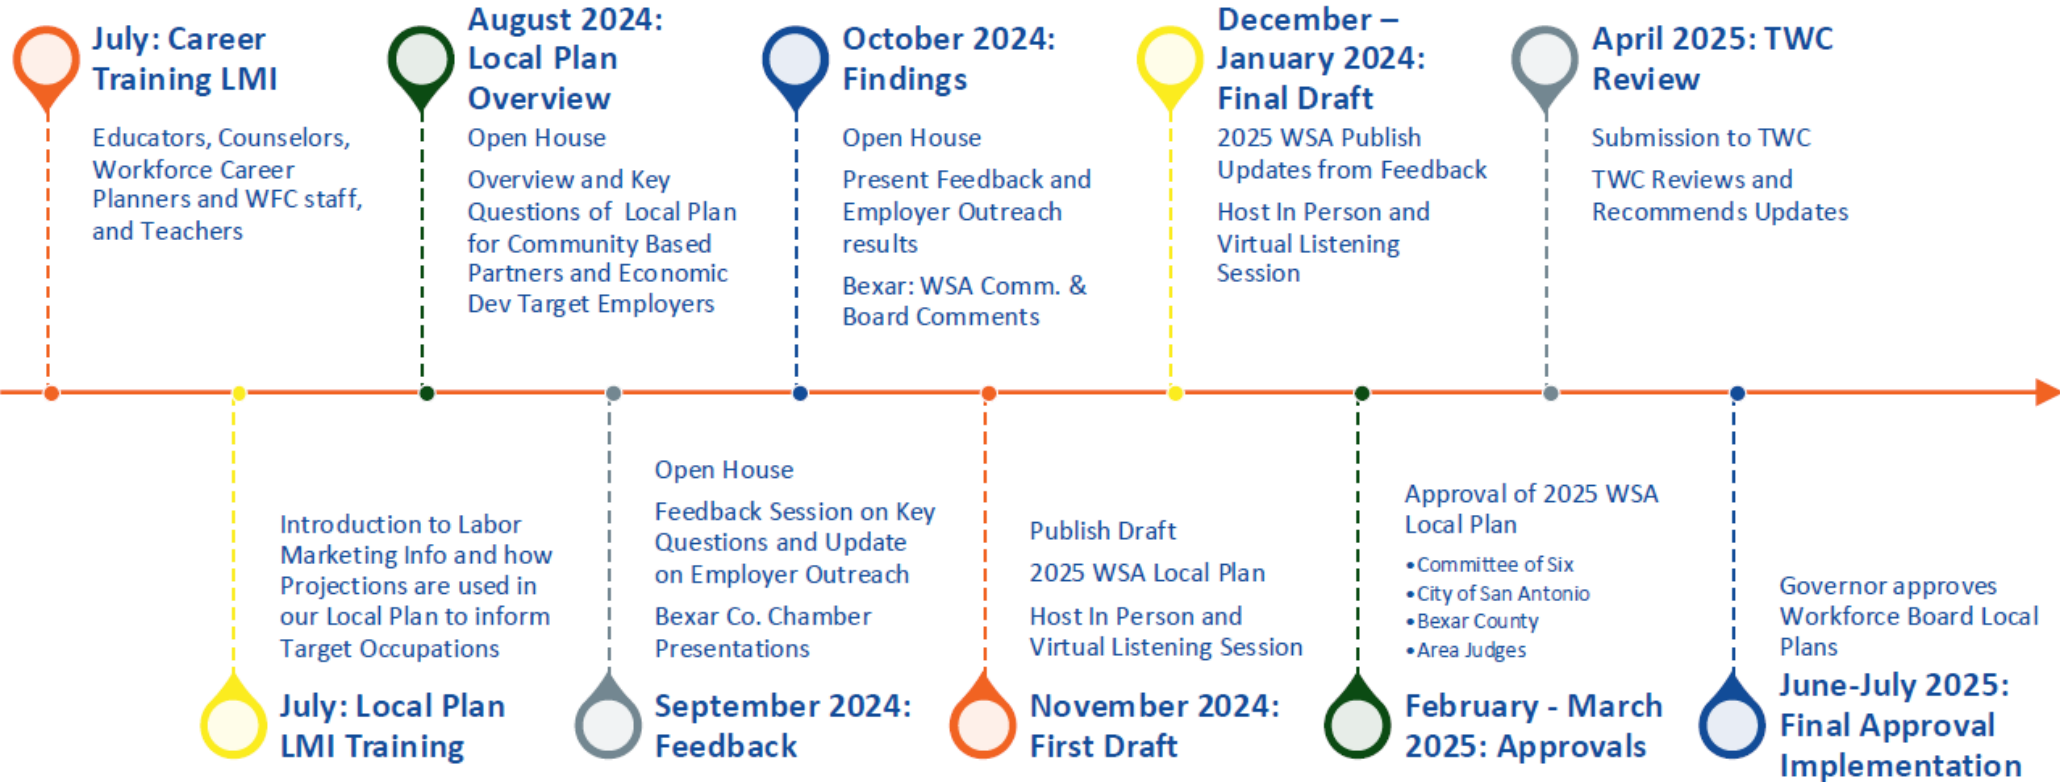 July: Career
Training LMI
Educators, Counselors,
Workforce Career
Planners and WFC staff,
and Teachers
Introduction to Labor
Marketing Info and how
Projections are used in
our Local Plan to inform
Target Occupations
July: Local Plan
LMI Training
August 2024:
Local Plan
Overview
Open House
Overview and Key
Questions of Local Plan
for Community Based
Partners and Economic
Dev Target Employers
Open House
Feedback Session on Key
Questions and Update
on Employer Outreach
Bexar Co. Chamber
Presentations
September 2024:
Feedback
October 2024:
Findings
Open House
Present Feedback and
Employer Outreach
results
Bexar: WSA Comm. &
Board Comments
Publish Draft
2025 WSA Local Plan
Host In Person and
Virtual Listening Session
November 2024:
First Draft
December –
January 2024:
Final Draft
2025 WSA Publish
Updates from Feedback
Host In Person and
Virtual Listening
Session
Approval of 2025 WSA
Local Plan
•Committee of Six
•City of San Antonio
•Bexar County
•Area Judges
February - March
2025: Approvals
April 2025: TWC
Review
Submission to TWC
TWC Reviews and
Recommends Updates
Governor approves
Workforce Board Local
Plans
June-July 2025:
Final Approval
Implementation